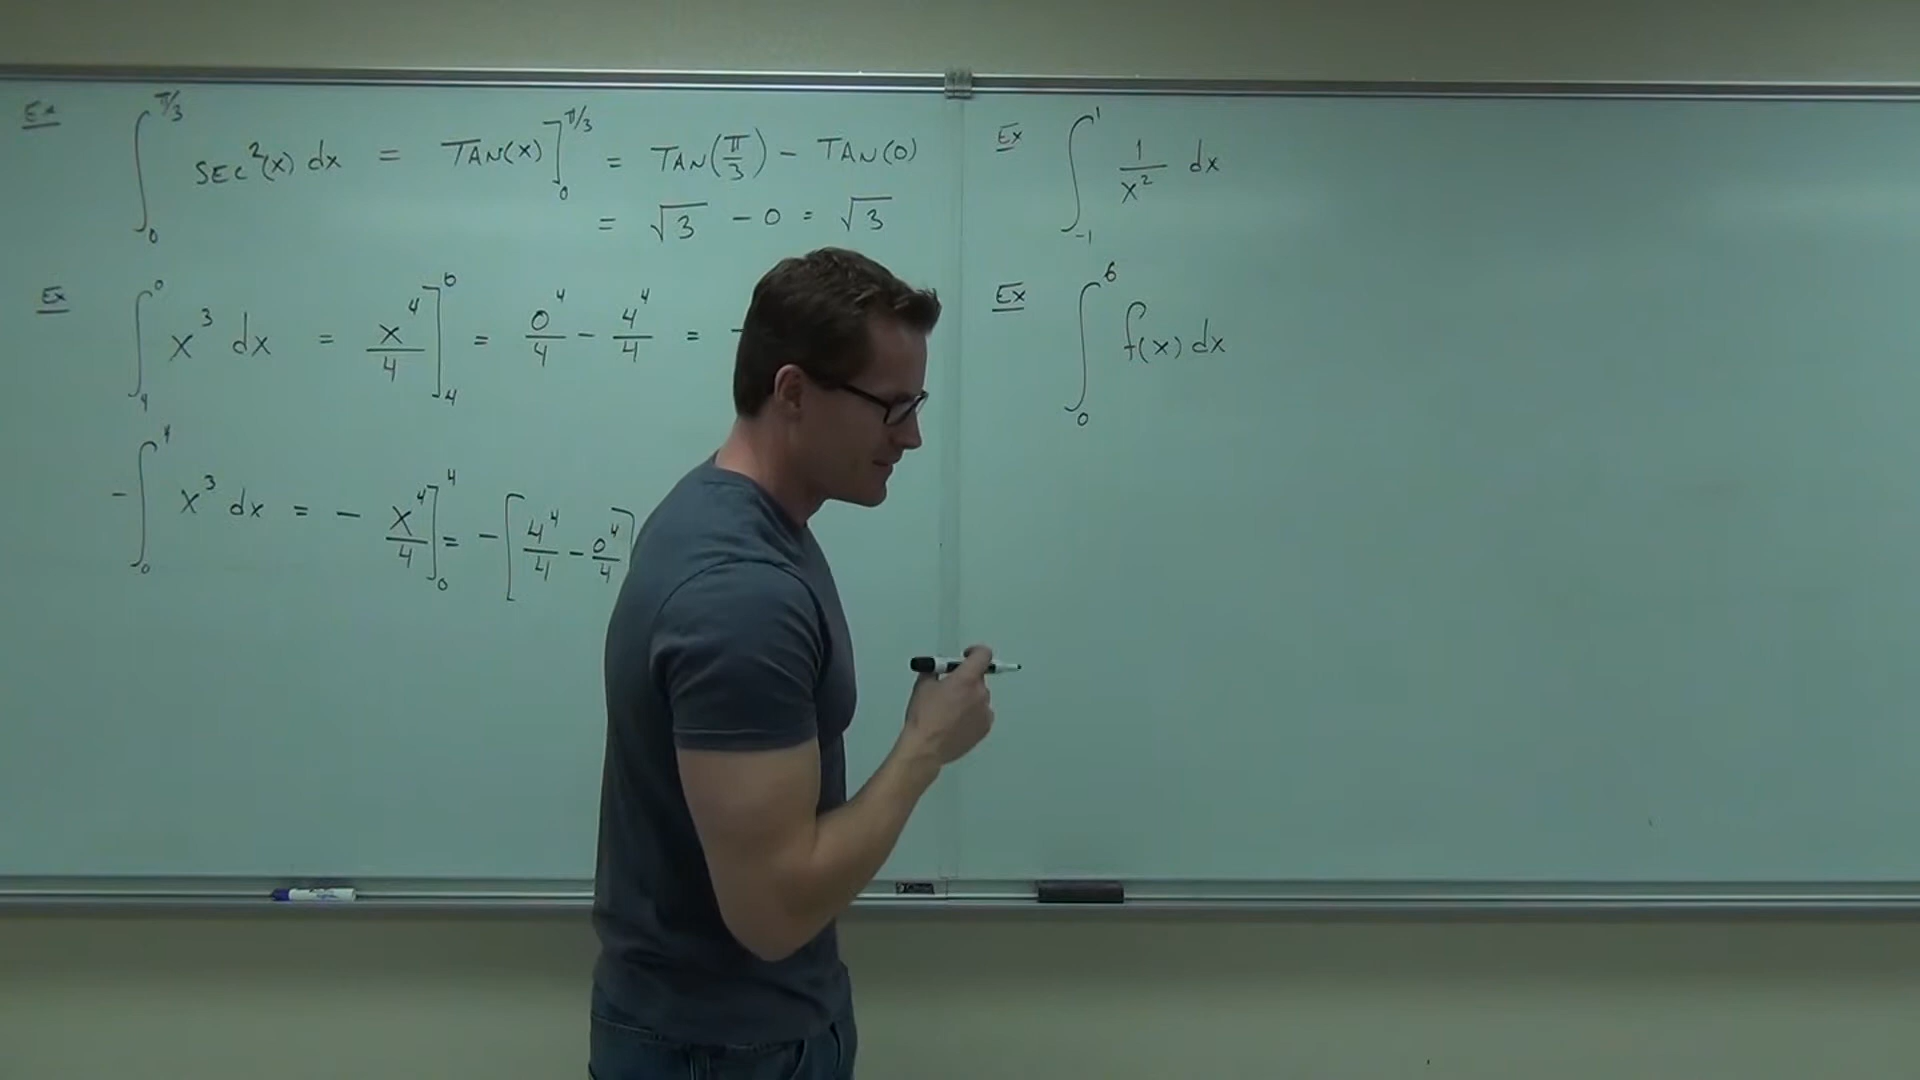 Ex ∫₀^π/3 SEC²(x) dx = TAN(x)]₀^π/3 = TAN(π/3) - TAN(0)
= √3 - 0 = √3
Ex ∫₄⁰ x³ dx = x⁴/4]₄⁰ = 0⁴/4 - 4⁴/4 = -
-∫₀⁴ x³ dx = - x⁴/4]₀⁴ = -[4⁴/4 - 0⁴/4]
Ex ∫₋₁¹ 1/x² dx
Ex ∫₀⁶ f(x) dx